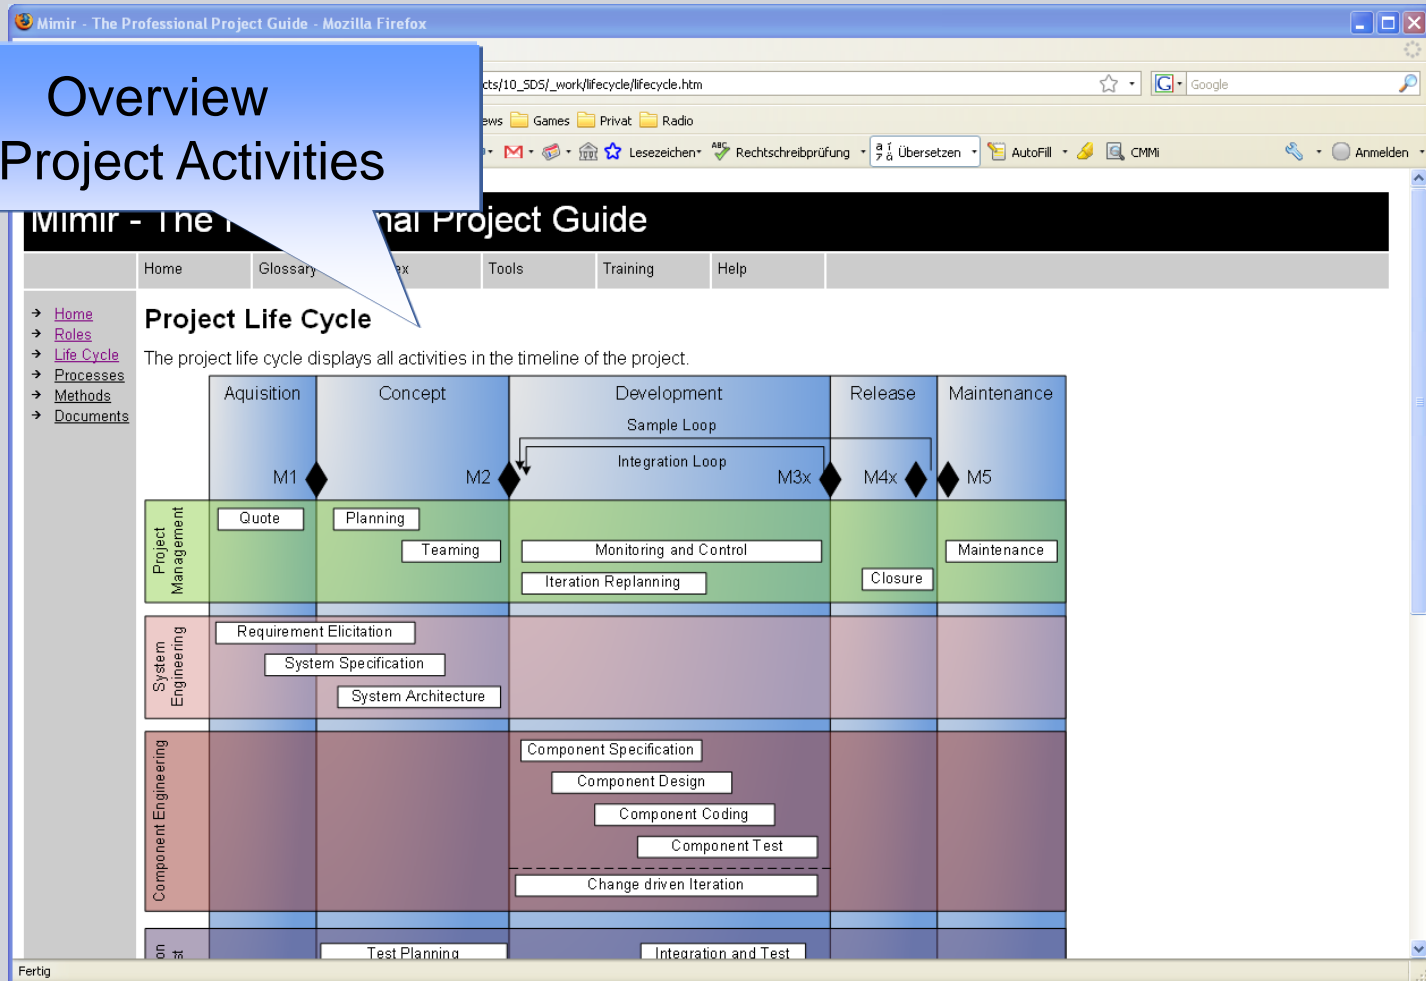 Mimir - The Professional Project Guide - Mozilla Firefox
Overview
Project Activities
cts/10_SDS/_work/lifecycle/lifecycle.htm
Google
ews Games Privat Radio
Lesezeichen Rechtschreibprüfung Übersetzen AutoFill CMMi Anmelden
Mimir - The P nal Project Guide
Home Glossary ex Tools Training Help
Home
Roles
Life Cycle
Processes
Methods
Documents
Project Life Cycle
The project life cycle displays all activities in the timeline of the project.
Aquisition Concept Development Release Maintenance
Sample Loop
Integration Loop
M1 M2 M3x M4x M5
Project
Management
Quote Planning
Teaming Monitoring and Control Maintenance
Iteration Replanning Closure
System
Engineering
Requirement Elicitation
System Specification
System Architecture
Component Engineering
Component Specification
Component Design
Component Coding
Component Test
Change driven Iteration
on
st
Test Planning Integration and Test
Fertig